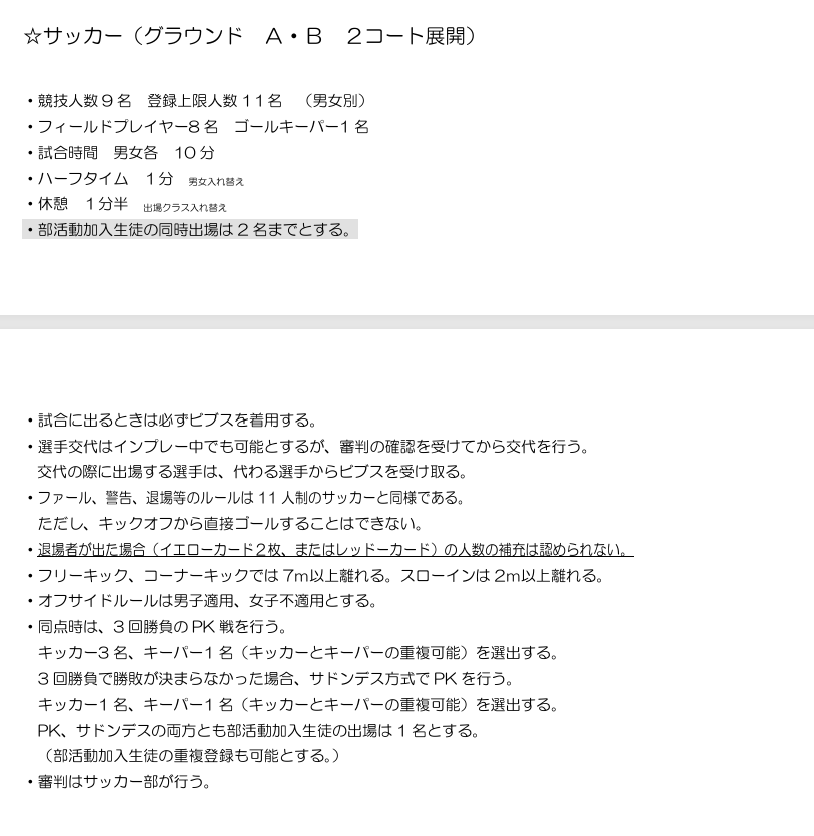 ☆サッカー（グラウンド　A・B　２コート展開）
・競技人数９名　登録上限人数１１名　（男女別）
・フィールドプレイヤー8 名　ゴールキーパー1 名
・試合時間　男女各　10 分
・ハーフタイム　１分　男女入れ替え
・休憩　１分半　出場クラス入れ替え
・部活動加入生徒の同時出場は２名までとする。
・試合に出るときは必ずビブスを着用する。
・選手交代はインプレー中でも可能とするが、審判の確認を受けてから交代を行う。
交代の際に出場する選手は、代わる選手からビブスを受け取る。
・ファール、警告、退場等のルールは 11 人制のサッカーと同様である。
ただし、キックオフから直接ゴールすることはできない。
・退場者が出た場合（イエローカード２枚、またはレッドーカード）の人数の補充は認められない。
・フリーキック、コーナーキックでは 7m以上離れる。スローインは 2m以上離れる。
・オフサイドルールは男子適用、女子不適用とする。
・同点時は、３回勝負の PK 戦を行う。
キッカー3 名、キーパー1 名（キッカーとキーパーの重複可能）を選出する。
３回勝負で勝敗が決まらなかった場合、サドンデス方式で PK を行う。
キッカー1 名、キーパー1 名（キッカーとキーパーの重複可能）を選出する。
PK、サドンデスの両方とも部活動加入生徒の出場は 1 名とする。
（部活動加入生徒の重複登録も可能とする。）
・審判はサッカー部が行う。